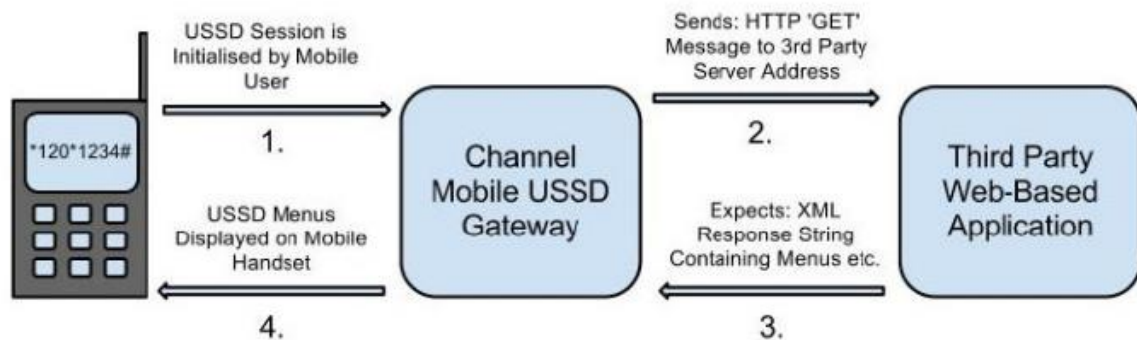 USSD Session is
Initialised by Mobile
User
1.
Sends: HTTP 'GET'
Message to 3rd Party
Server Address
2.
*120*1234#
Channel
Mobile USSD
Gateway
Third Party
Web-Based
Application
USSD Menus
Displayed on Mobile
Handset
4.
Expects: XML
Response String
Containing Menus etc.
3.